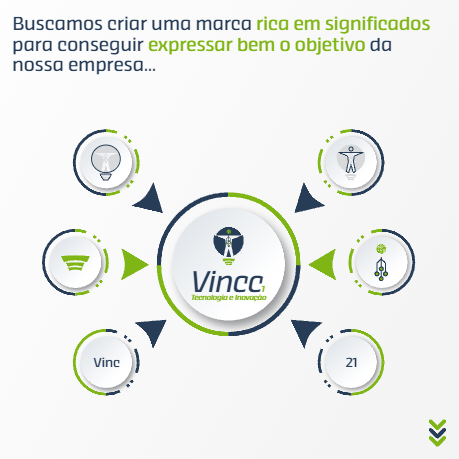 Buscamos criar uma marca rica em significados
para conseguir expressar bem o objetivo da
nossa empresa...
Vincc1
Tecnologia e Inovação
Vinc
21